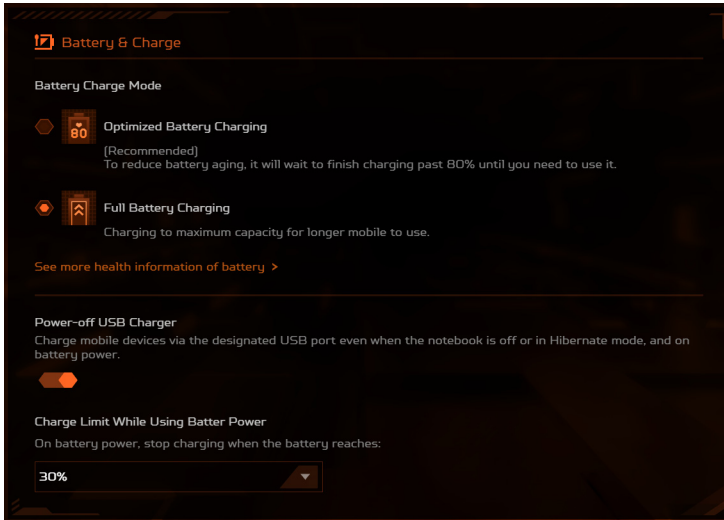 Battery & Charge
Battery Charge Mode
80
Optimized Battery Charging
(Recommended)
To reduce battery aging, it will wait to finish charging past 80% until you need to use it.
Full Battery Charging
Charging to maximum capacity for longer mobile to use.
See more health information of battery >
Power-off USB Charger
Charge mobile devices via the designated USB port even when the notebook is off or in Hibernate mode, and on
battery power.
Charge Limit While Using Batter Power
On battery power, stop charging when the battery reaches:
30%